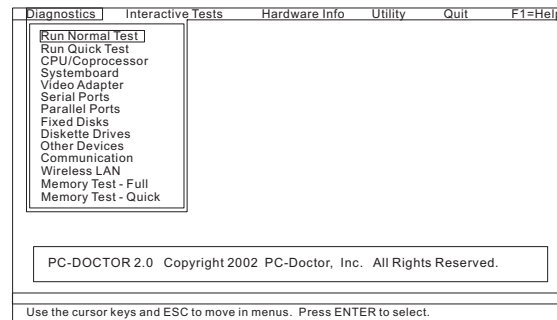 Diagnostics Interactive Tests Hardware Info Utility Quit F1=Help
Run Normal Test
Run Quick Test
CPU/Coprocessor
Systemboard
Video Adapter
Serial Ports
Parallel Ports
Fixed Disks
Diskette Drives
Other Devices
Communication
Wireless LAN
Memory Test - Full
Memory Test - Quick
PC-DOCTOR 2.0 Copyright 2002 PC-Doctor, Inc. All Rights Reserved.
Use the cursor keys and ESC to move in menus. Press ENTER to select.